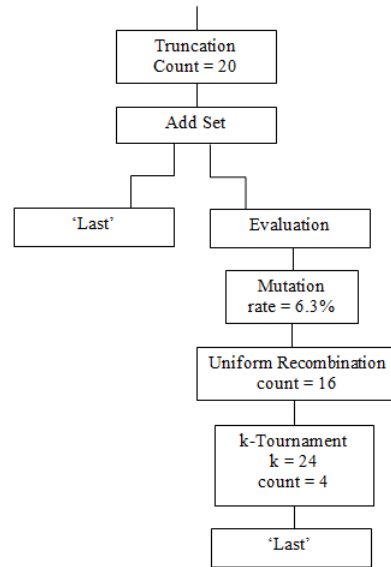 Truncation
Count = 20
Add Set
‘Last’
Evaluation
Mutation
rate = 6.3%
Uniform Recombination
count = 16
k-Tournament
k = 24
count = 4
‘Last’